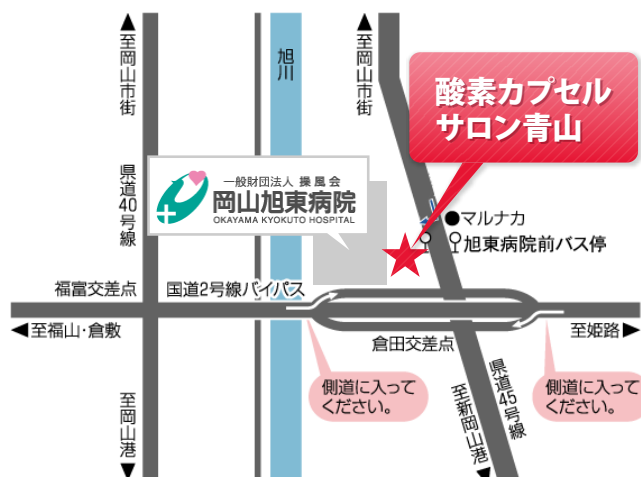 至岡山市街
旭川
至岡山市街
酸素カプセル
サロン青山
県道40号線
一般財団法人 操風会
岡山旭東病院
OKAYAMA KYOKUTO HOSPITAL
●マルナカ
旭東病院前バス停
福富交差点
国道2号線バイパス
◀至福山・倉敷
倉田交差点
至姫路▶
側道に入って
ください。
側道に入って
ください。
県道45号線
至岡山港
至新岡山港